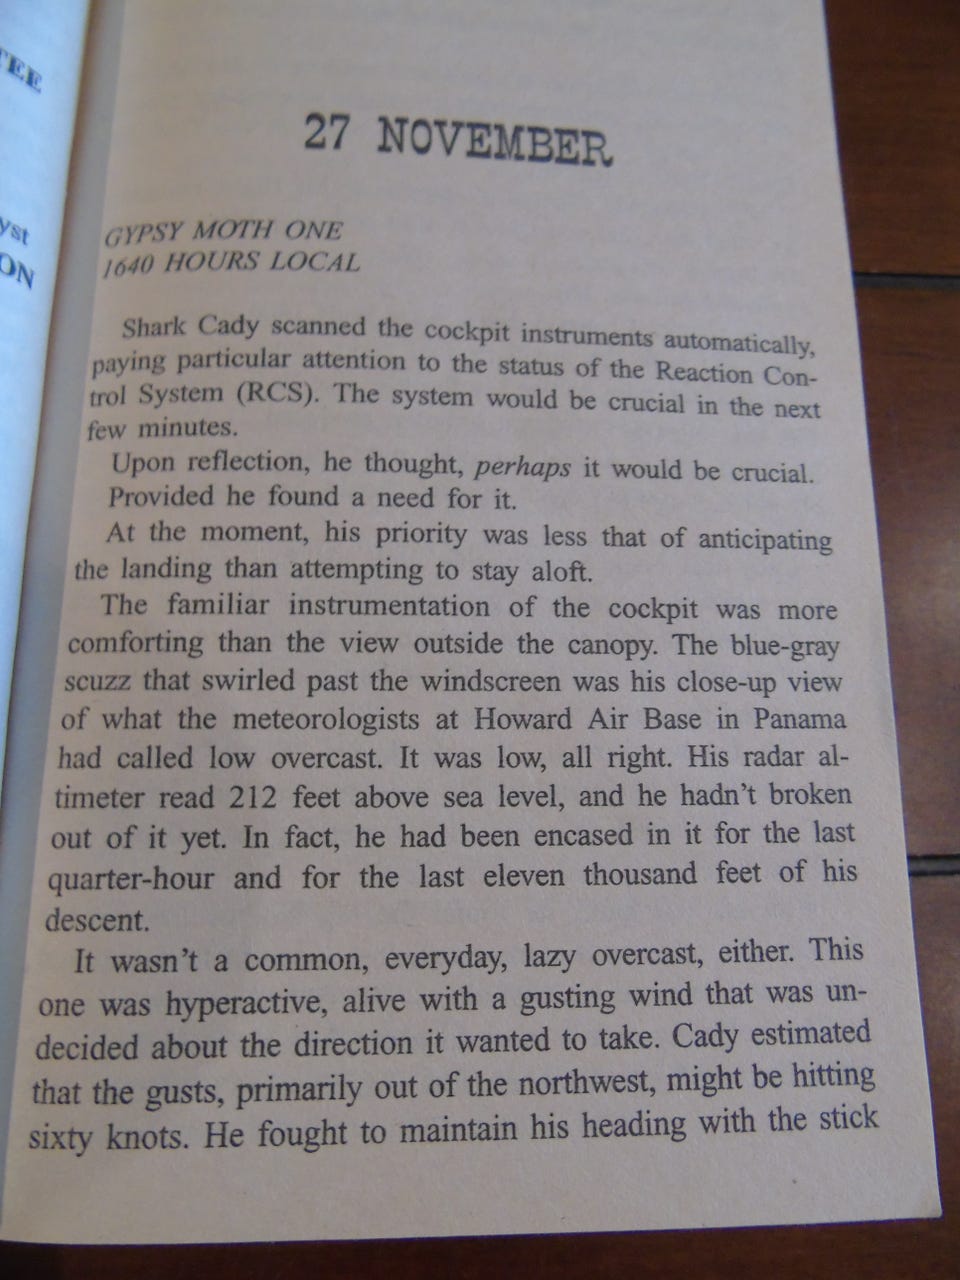 27 NOVEMBER
GYPSY MOTH ONE
1640 HOURS LOCAL
Shark Cady scanned the cockpit instruments automatically,
paying particular attention to the status of the Reaction Con-
trol System (RCS). The system would be crucial in the next
few minutes.
Upon reflection, he thought, perhaps it would be crucial.
Provided he found a need for it.
At the moment, his priority was less that of anticipating
the landing than attempting to stay aloft.
The familiar instrumentation of the cockpit was more
comforting than the view outside the canopy. The blue-gray
scuzz that swirled past the windscreen was his close-up view
of what the meteorologists at Howard Air Base in Panama
had called low overcast. It was low, all right. His radar al-
timeter read 212 feet above sea level, and he hadn't broken
out of it yet. In fact, he had been encased in it for the last
quarter-hour and for the last eleven thousand feet of his
descent.
It wasn't a common, everyday, lazy overcast, either. This
one was hyperactive, alive with a gusting wind that was un-
decided about the direction it wanted to take. Cady estimated
that the gusts, primarily out of the northwest, might be hitting
sixty knots. He fought to maintain his heading with the stick